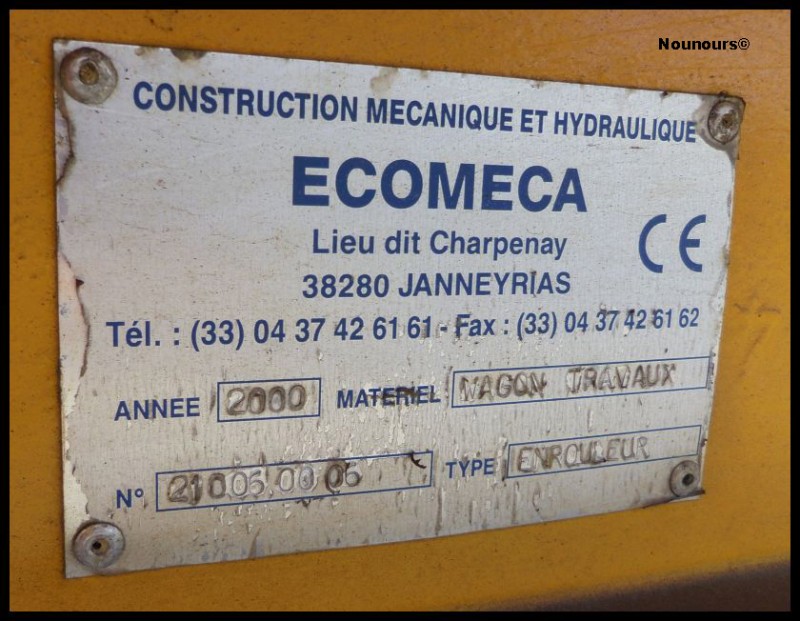 Nounours©
CONSTRUCTION MECANIQUE ET HYDRAULIQUE
ECOMECA
Lieu dit Charpenay
CE
38280 JANNEYRIAS
Tél. : (33) 04 37 42 61 61 - Fax : (33) 04 37 42 61 62
ANNEE 2000 MATERIEL WAGON TRAVAUX
N° 21006.00 06 TYPE ENROULEUR